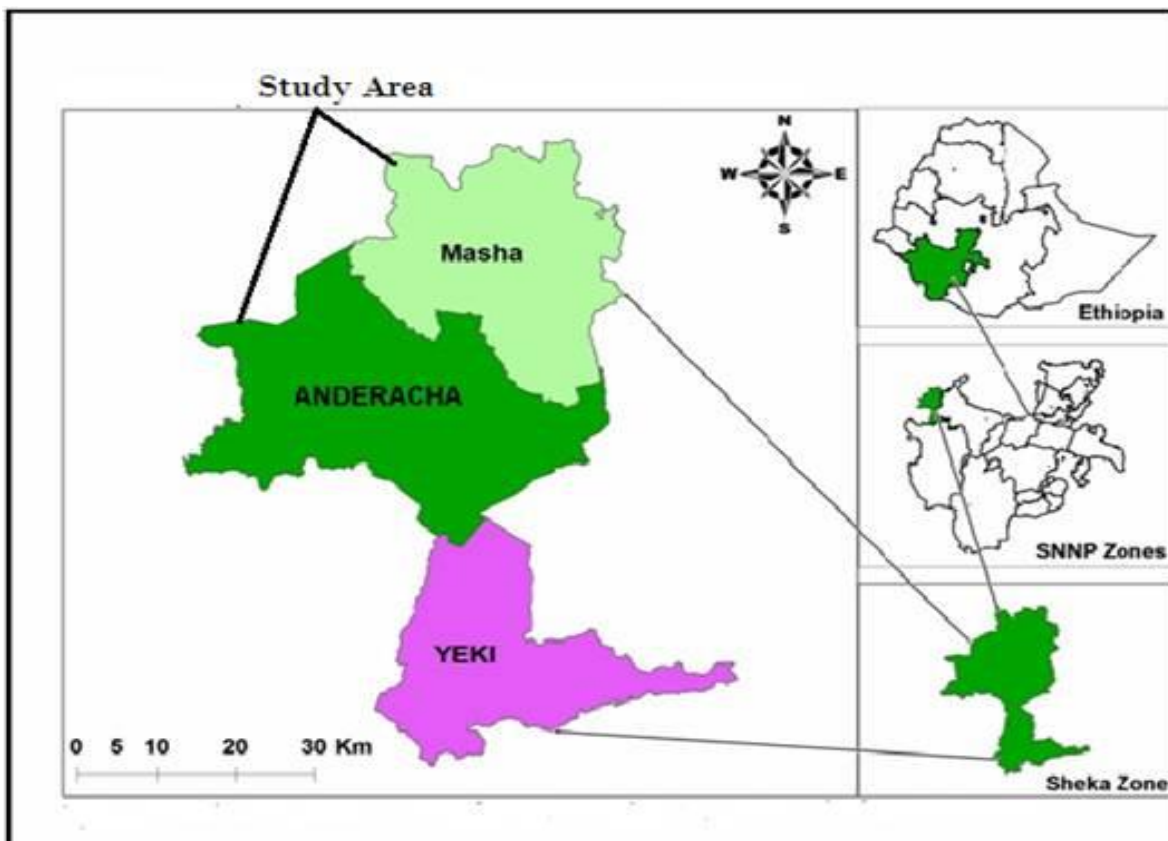 Study Area
N
W E
S
Masha
ANDERACHA
YEKI
0 5 10 20 30 Km
Ethiopia
SNNP Zones
Sheka Zone